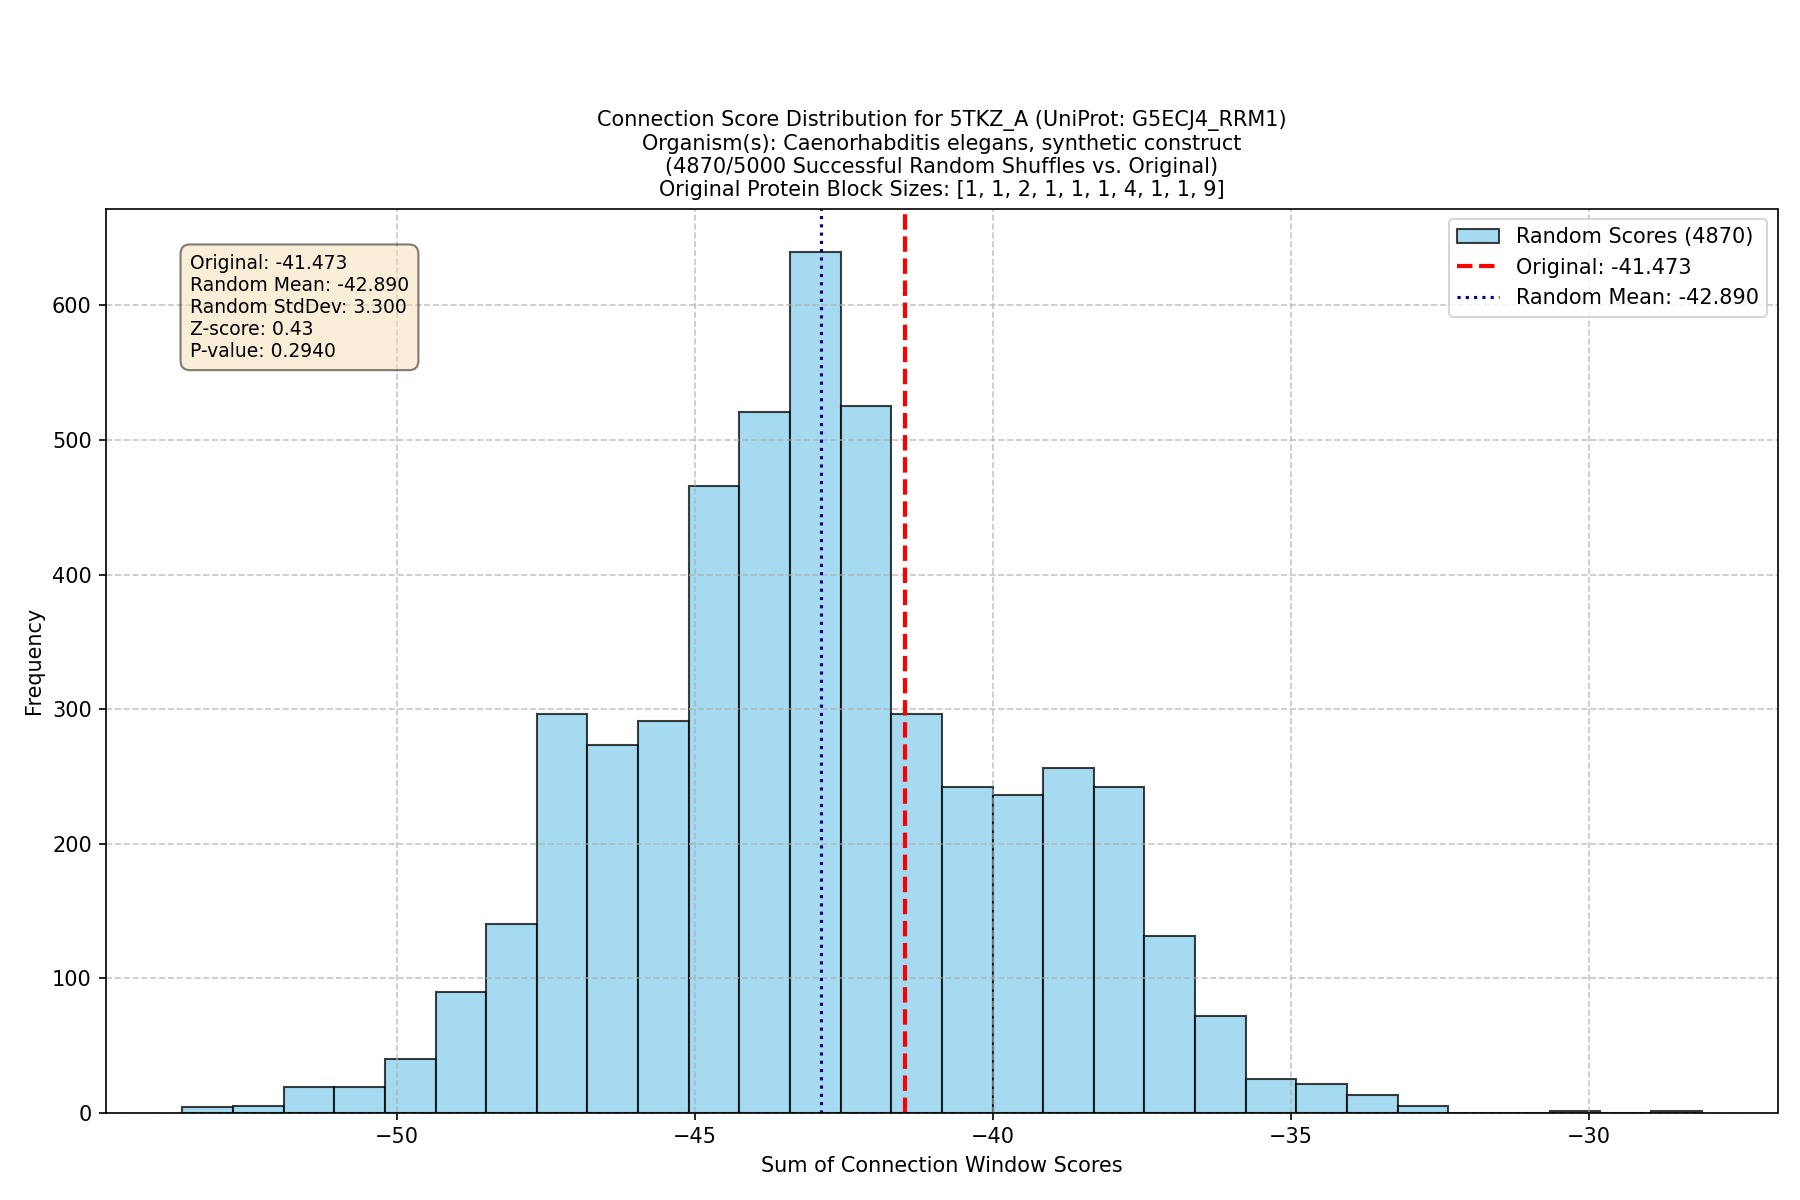 Connection Score Distribution for 5TKZ_A (UniProt: G5ECJ4_RRM1)
Organism(s): Caenorhabditis elegans, synthetic construct
(4870/5000 Successful Random Shuffles vs. Original)
Original Protein Block Sizes: [1, 1, 2, 1, 1, 1, 4, 1, 1, 9]
Original: -41.473
Random Mean: -42.890
Random StdDev: 3.300
Z-score: 0.43
P-value: 0.2940
Random Scores (4870)
Original: -41.473
Random Mean: -42.890
Frequency
600
500
400
300
200
100
0
−50
−45
−40
−35
−30
Sum of Connection Window Scores